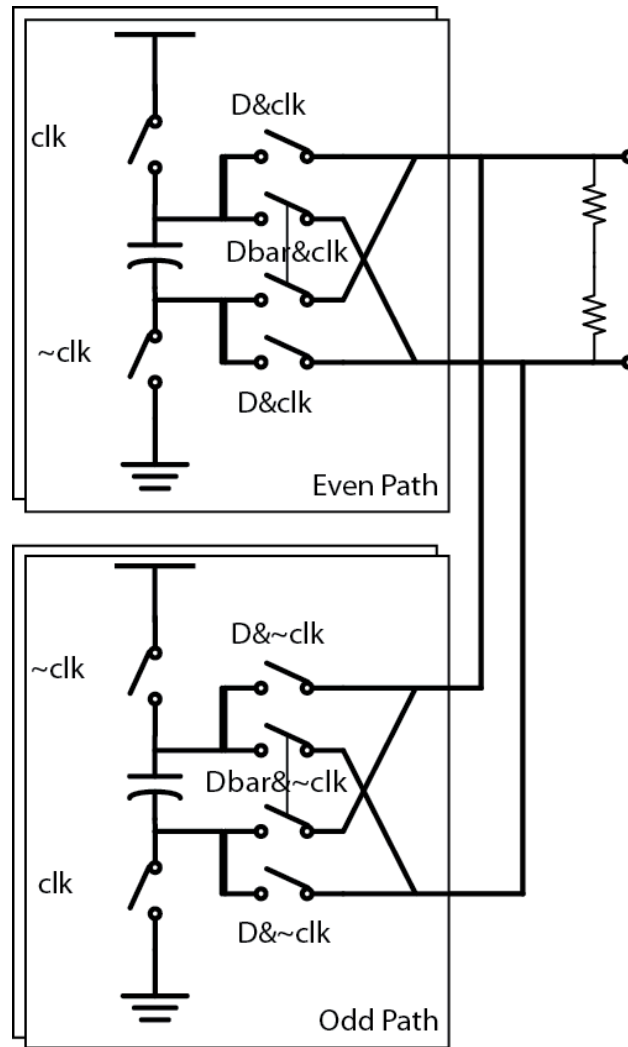 D&clk
clk
Dbar&clk
~clk
D&clk
Even Path
D&~clk
~clk
Dbar&~clk
clk
D&~clk
Odd Path